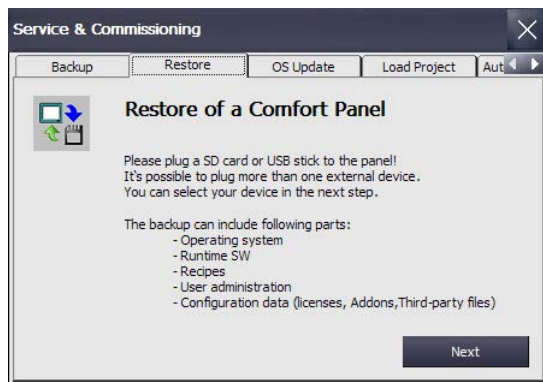 Service & Commissioning
Backup Restore OS Update Load Project Aut
Restore of a Comfort Panel
Please plug a SD card or USB stick to the panel!
It's possible to plug more than one external device.
You can select your device in the next step.
The backup can include following parts:
- Operating system
- Runtime SW
- Recipes
- User administration
- Configuration data (licenses, Addons,Third-party files)
Next